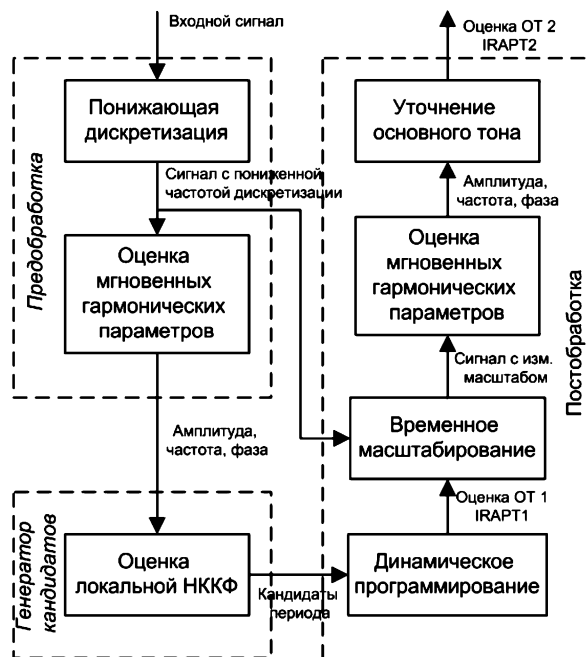 Входной сигнал
Предобработка
Понижающая
дискретизация
Сигнал с пониженной
частотой дискретизации
Оценка
мгновенных
гармонических
параметров
Амплитуда,
частота, фаза
Генератор
кандидатов
Оценка
локальной НККФ
Кандидаты
периода
Постобработка
Динамическое
программирование
Оценка ОТ 1
IRAPT1
Временное
масштабирование
Сигнал с изм.
масштабом
Оценка
мгновенных
гармонических
параметров
Амплитуда,
частота, фаза
Уточнение
основного тона
Оценка ОТ 2
IRAPT2